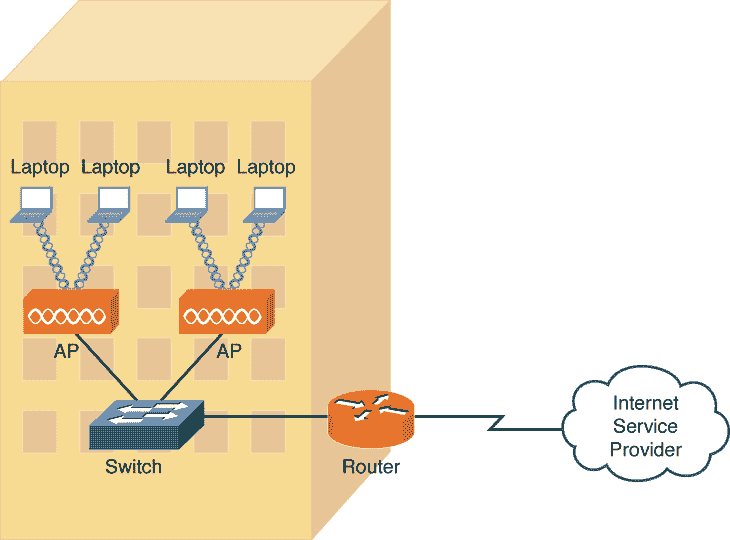 Laptop Laptop Laptop Laptop
AP AP
Internet
Service
Provider
Switch Router